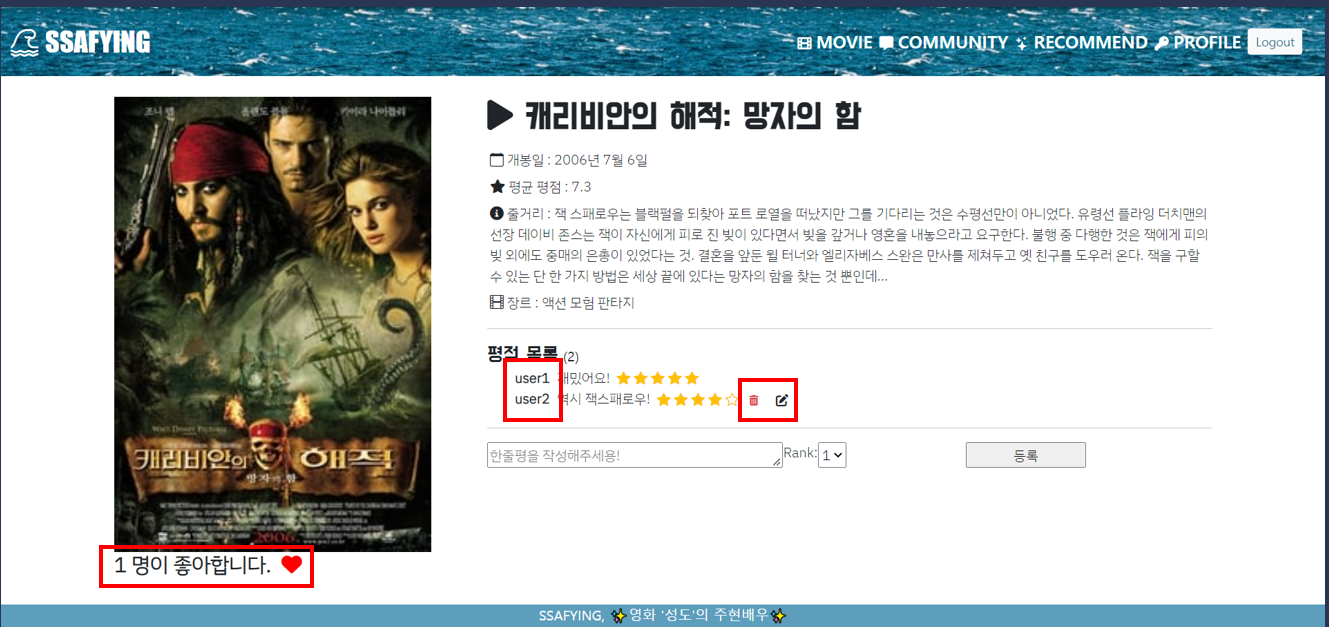 SSAFYING
MOVIE COMMUNITY RECOMMEND PROFILE Logout
조니 뎁 올랜도 블룸 키이라 나이틀리
WALT DISNEY PICTURES
캐리비안의 해적
망자의 함
2006
1 명이 좋아합니다.
캐리비안의 해적: 망자의 함
개봉일 : 2006년 7월 6일
평균 평점 : 7.3
줄거리 : 잭 스패로우는 블랙펄을 되찾아 포트 로열을 떠났지만 그를 기다리는 것은 수평선만이 아니었다. 유령선 플라잉 더치맨의
선장 데이비 존스는 잭이 자신에게 피로 진 빚이 있다면서 빚을 갚거나 영혼을 내놓으라고 요구한다. 불행 중 다행한 것은 잭에게 피의
빚 외에도 중매의 은총이 있었다는 것. 결혼을 앞둔 윌 터너와 엘리자베스 스완은 만사를 제쳐두고 옛 친구를 도우러 온다. 잭을 구할
수 있는 단 한 가지 방법은 세상 끝에 있다는 망자의 함을 찾는 것 뿐인데...
장르 : 액션 모험 판타지
평점 목록 (2)
user1 재밌어요!
user2 역시 잭스패로우!
한줄평을 작성해주세요! Rank: 1 등록
SSAFYING, ✨영화 '성도'의 주현배우✨